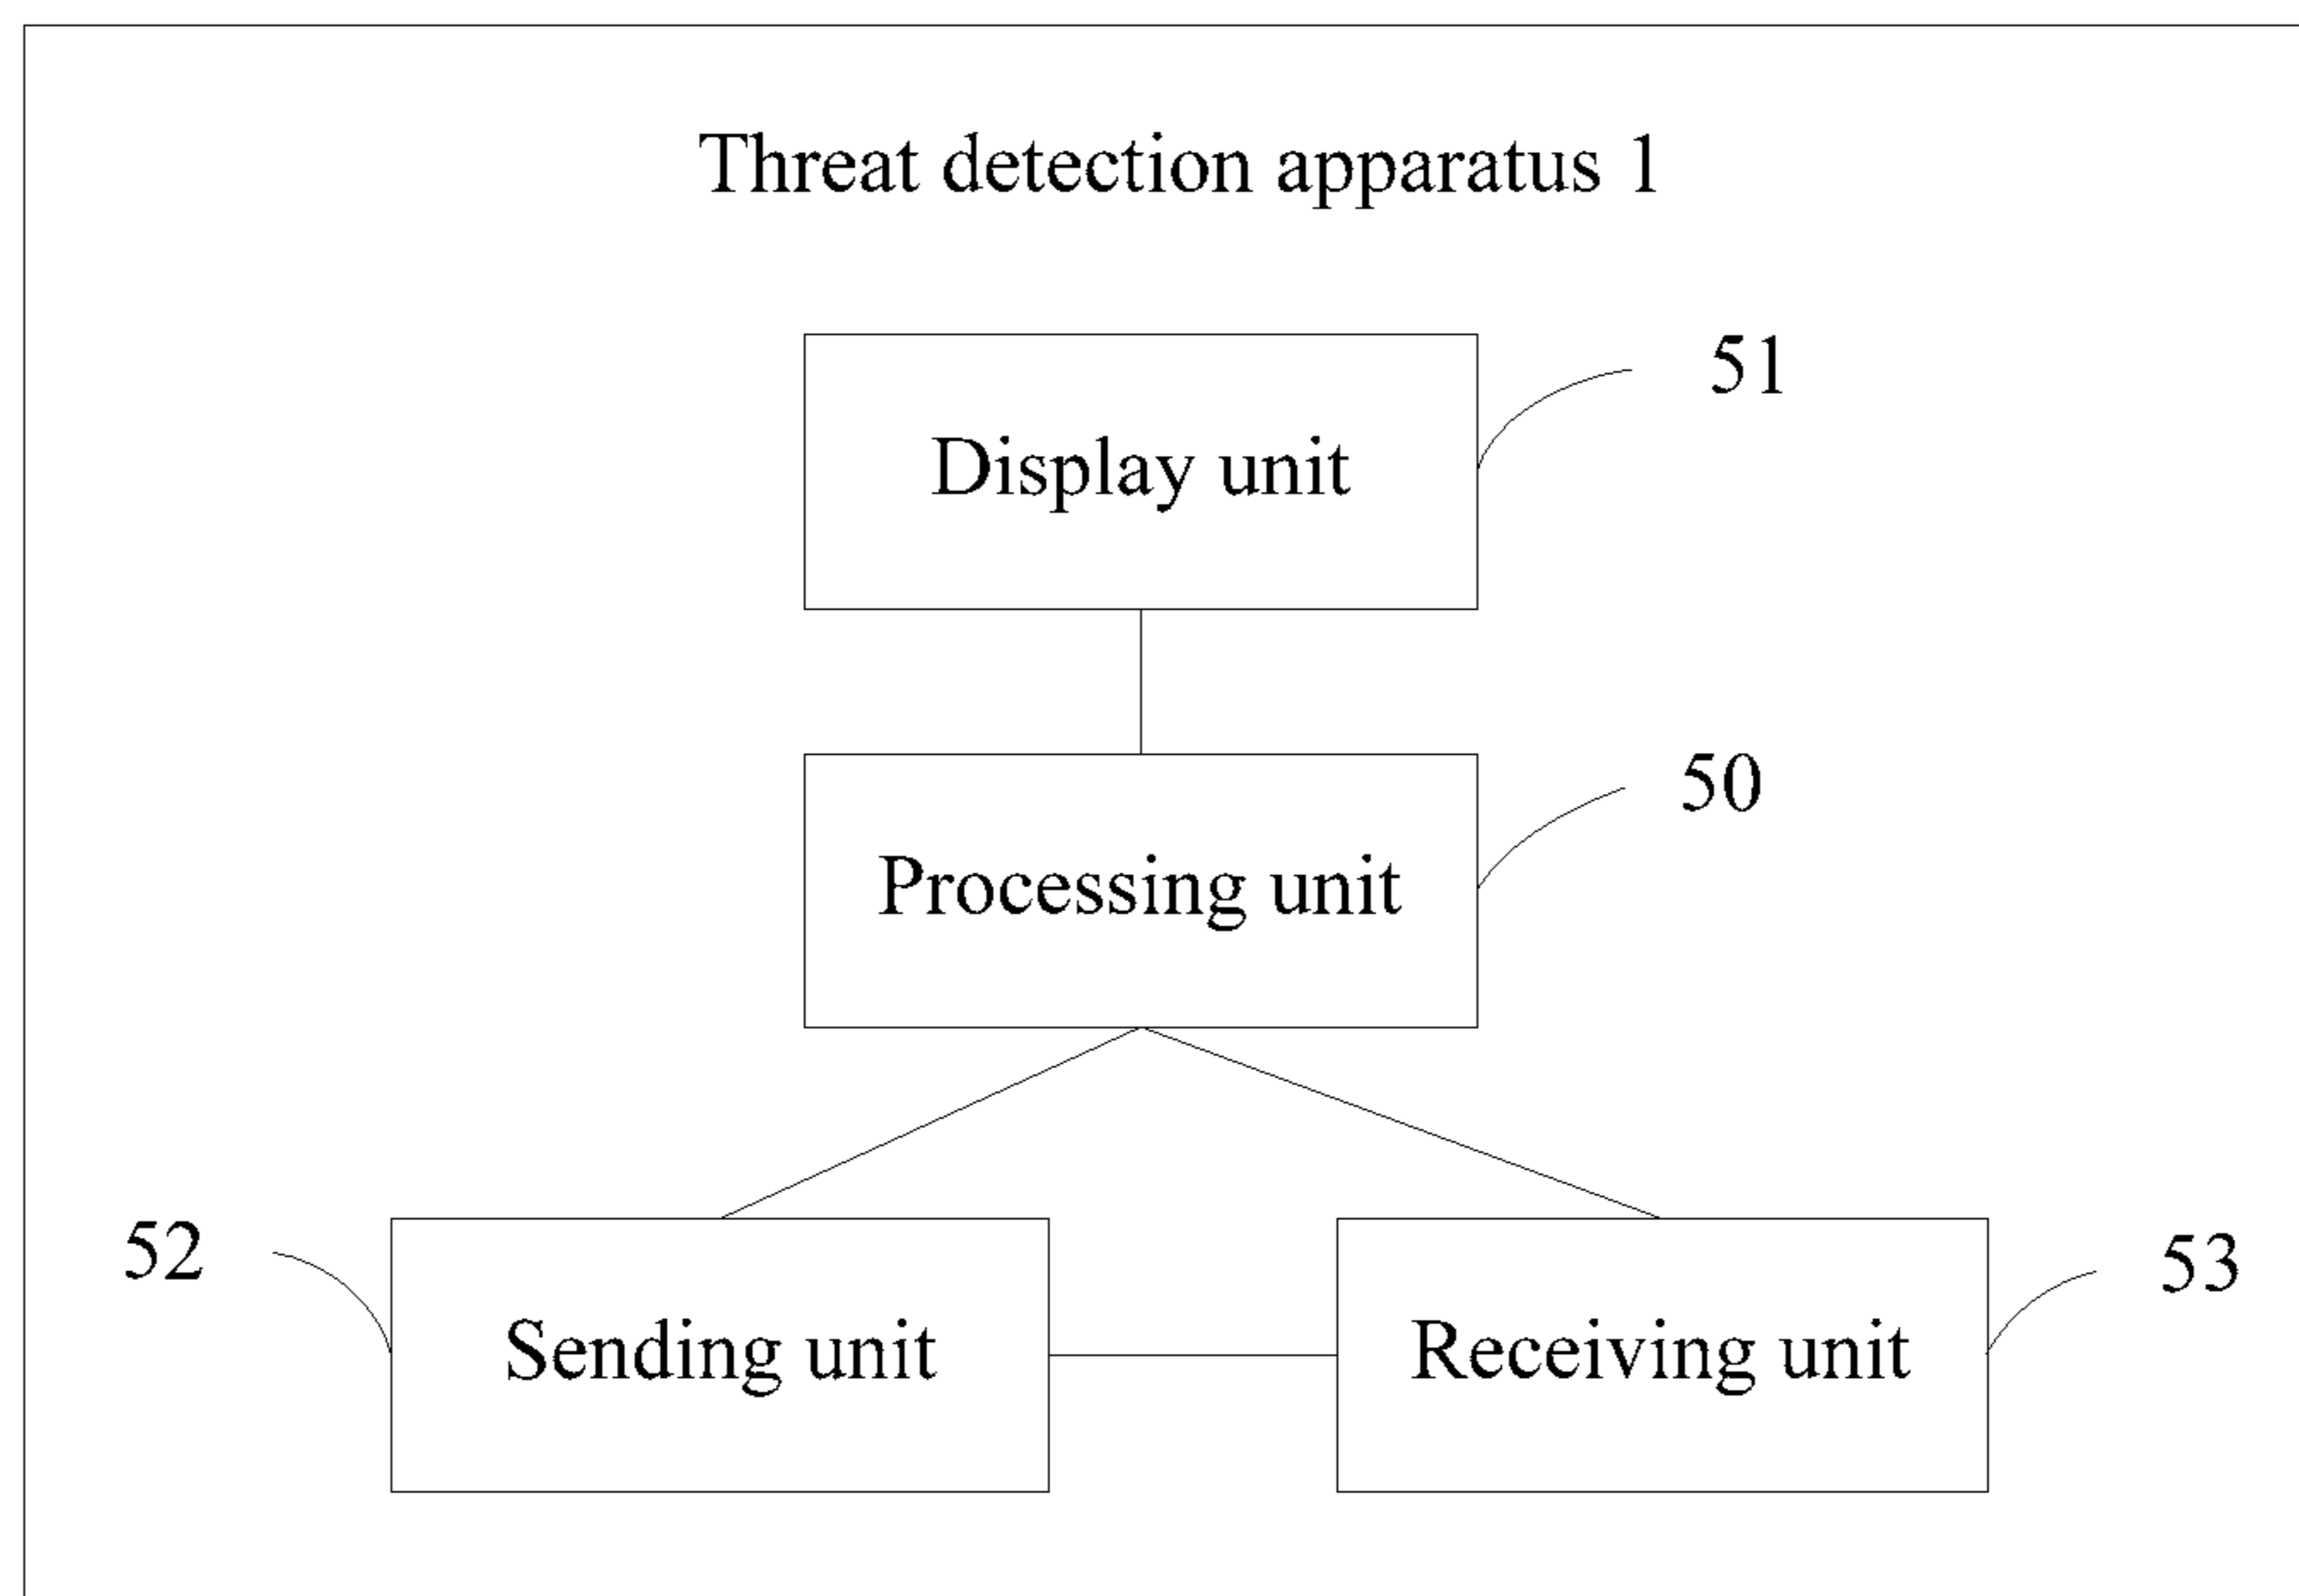 Threat detection apparatus 1
51
Display unit
50
Processing unit
52
53
Sending unit
Receiving unit